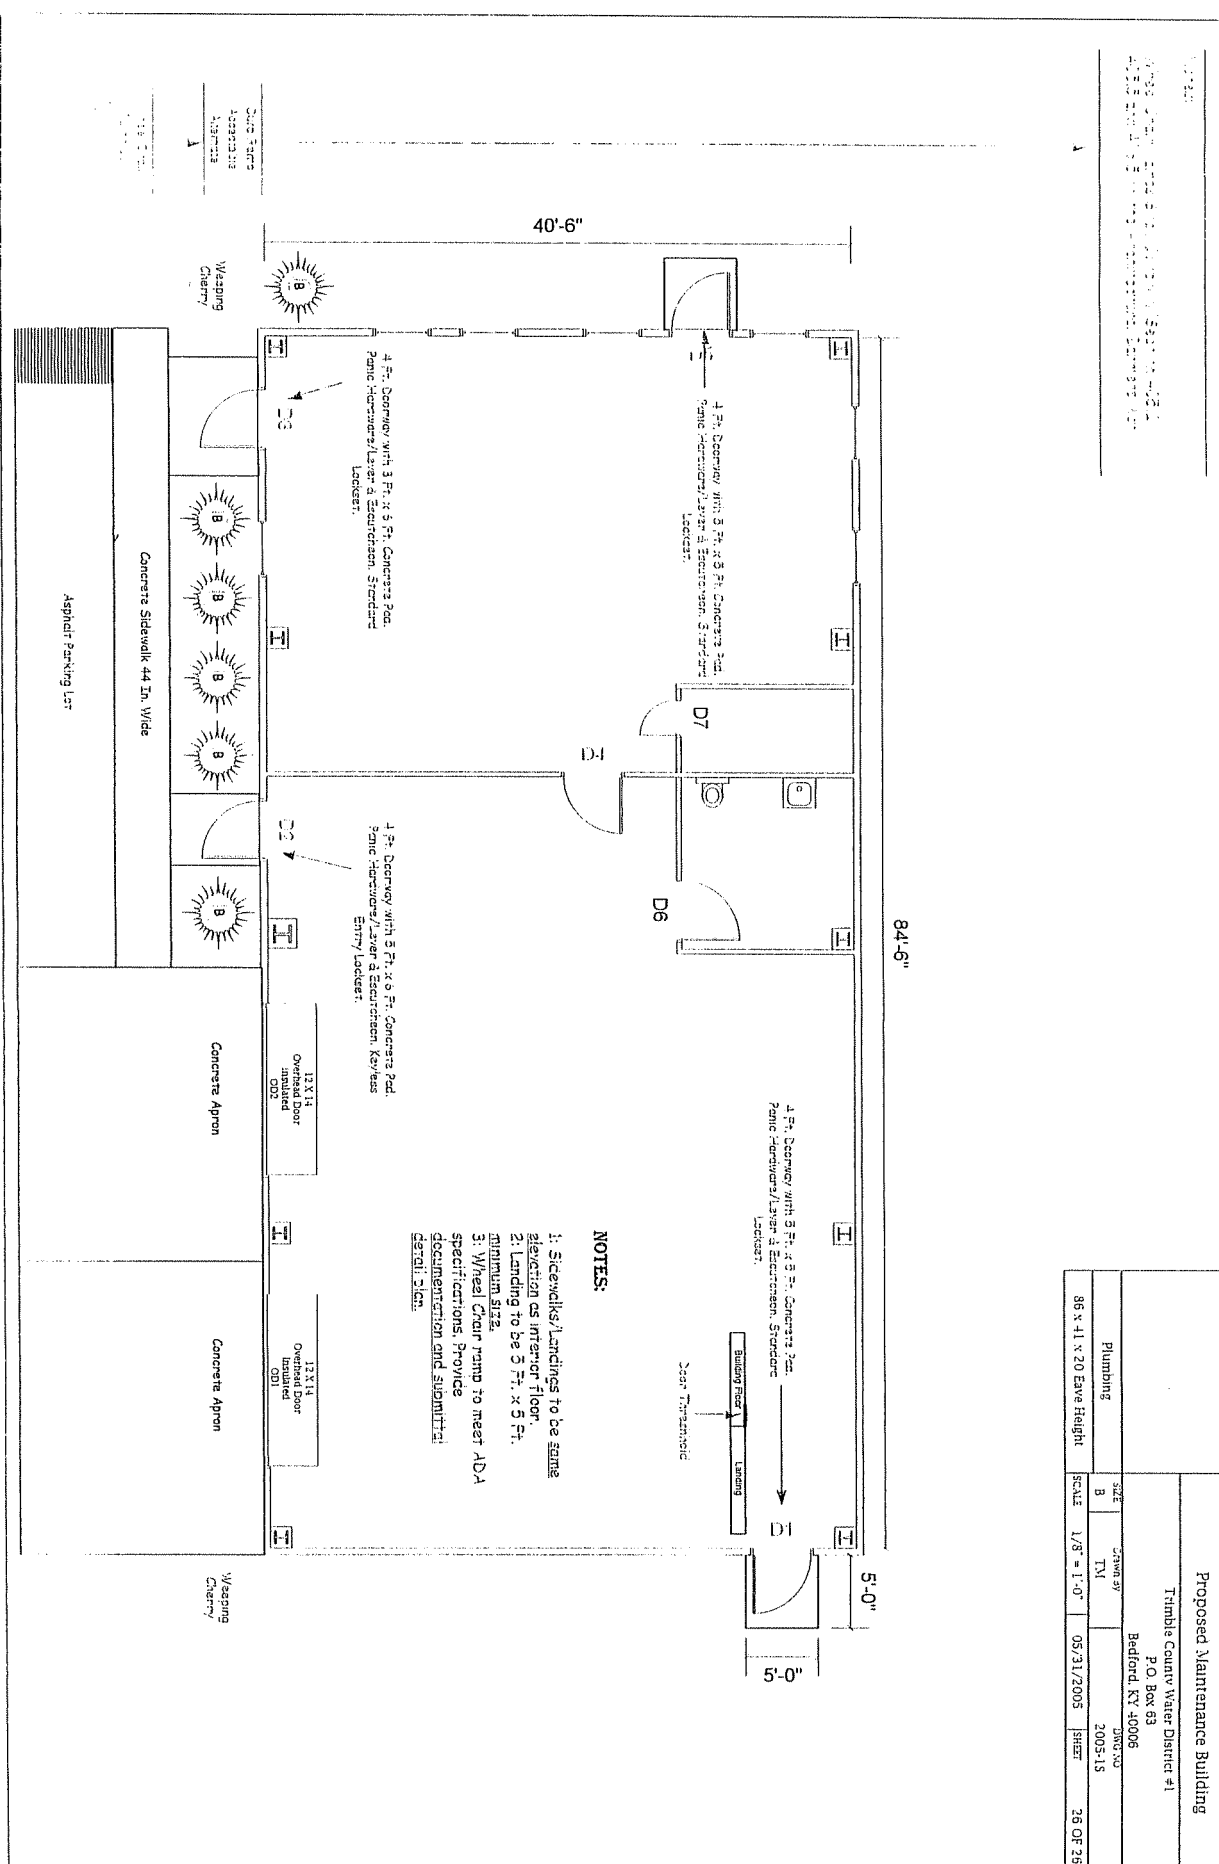 Proposed Maintenance Building
Trimble County Water District #1
P.O. Box 63
Bedford, KY 40006
Plumbing
SIZE
B
Drawn BY
TM
DWG NO
2005-1S
86 x 41 x 20 Eave Height
SCALE
1/8" = 1'-0"
05/31/2005
SHEET
26 OF 26
Curb Ramp
Acceptable
Alternate
40'-6"
84'-6"
5'-0"
5'-0"
Weeping
Cherry
B
4 Ft. Doorway with 5 Ft. x 5 Ft. Concrete Pad.
Panic Hardware/Lever & Escutcheon. Standard
Lockset.
D3
4 Ft. Doorway with 5 Ft. x 5 Ft. Concrete Pad.
Panic Hardware/Lever & Escutcheon. Standard
Lockset.
D7
D4
D6
B
B
B
B
D2
4 Ft. Doorway with 5 Ft. x 5 Ft. Concrete Pad.
Panic Hardware/Lever & Escutcheon. Keyless
Entry Lockset.
B
Concrete Sidewalk 44 In. Wide
Asphalt Parking Lot
4 Ft. Doorway with 5 Ft. x 5 Ft. Concrete Pad.
Panic Hardware/Lever & Escutcheon. Standard
Lockset.
D1
Building Floor
Landing
Door Threshold
NOTES:
1: Sidewalks/Landings to be same
elevation as interior floor.
2: Landing to be 5 Ft. x 5 Ft.
minimum size.
3: Wheel Chair ramp to meet ADA
specifications. Provide
documentation and submittal
detail plan.
12 X 14
Overhead Door
Insulated
OD2
12 X 14
Overhead Door
Insulated
OD1
Concrete Apron
Concrete Apron
Weeping
Cherry